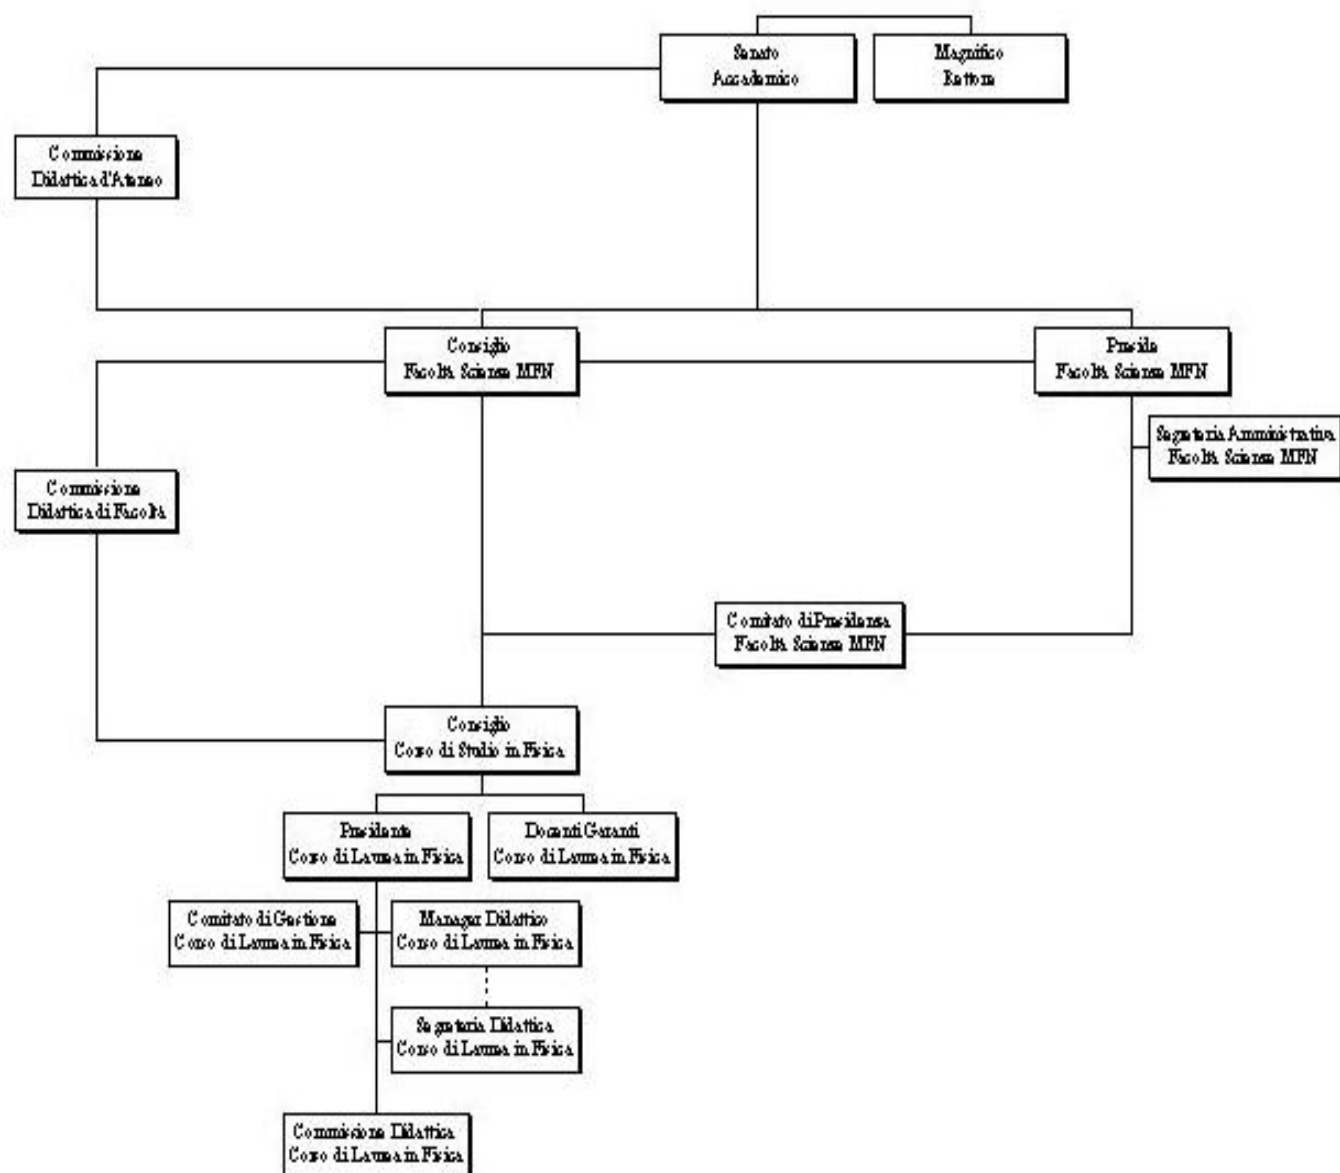 Senato
Accademico
Magnifico
Rettore
Commissione
Didattica d'Ateneo
Consiglio
Facoltà Scienze MFN
Preside
Facoltà Scienze MFN
Segreteria Amministrativa
Facoltà Scienze MFN
Commissione
Didattica di Facoltà
Comitato di Presidenza
Facoltà Scienze MFN
Consiglio
Corso di Studio in Fisica
Presidente
Corso di Laurea in Fisica
Docenti Garanti
Corso di Laurea in Fisica
Comitato di Gestione
Corso di Laurea in Fisica
Manager Didattico
Corso di Laurea in Fisica
Segreteria Didattica
Corso di Laurea in Fisica
Commissione Didattica
Corso di Laurea in Fisica